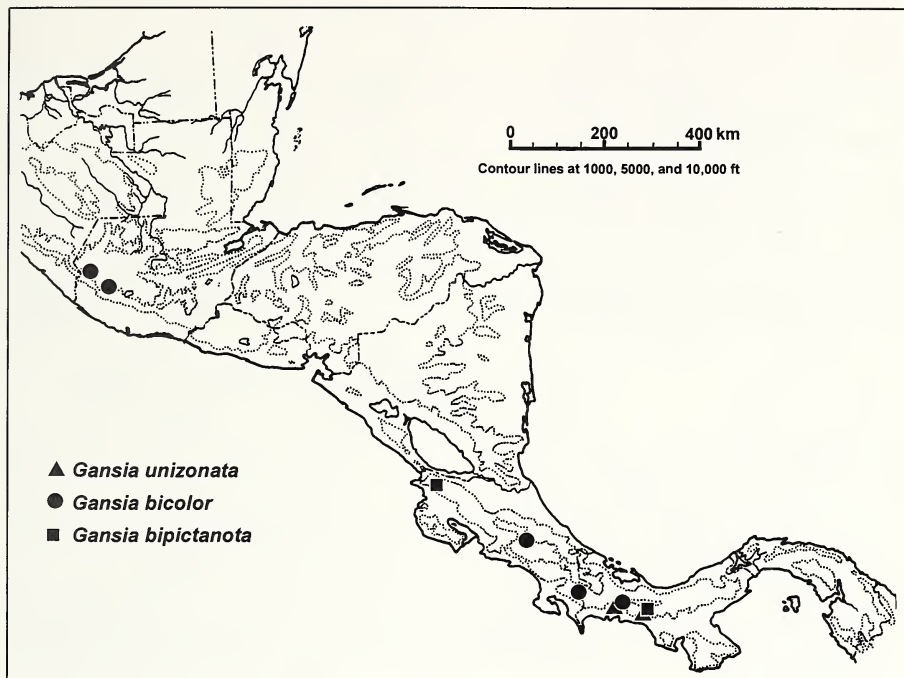 0 200 400 km
Contour lines at 1000, 5000, and 10,000 ft
Gansia unizonata
Gansia bicolor
Gansia bipictanota